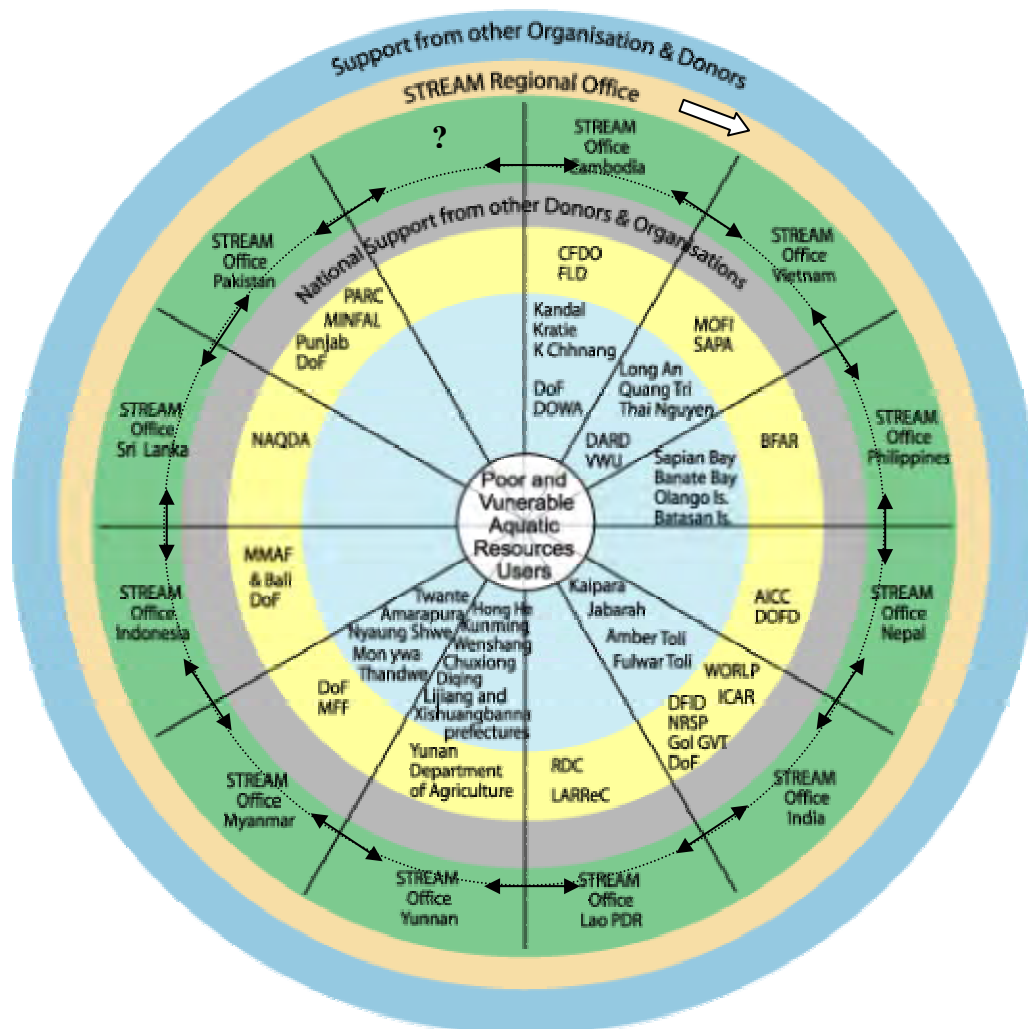 Support from other Organisation & Donors
STREAM Regional Office
?
STREAM
Office
Cambodia
STREAM
Office
Vietnam
STREAM
Office
Philippines
STREAM
Office
Nepal
STREAM
Office
India
STREAM
Office
Lao PDR
STREAM
Office
Yunnan
STREAM
Office
Myanmar
STREAM
Office
Indonesia
STREAM
Office
Sri Lanka
STREAM
Office
Pakistan
National Support from other Donors & Organisations
CFDO
FLD
MOFI
SAPA
BFAR
AICC
DOFD
WORLP
ICAR
DFID
NRSP
GoI GVT
DoF
RDC
LARReC
Yunan
Department
of Agriculture
DoF
MFF
MMAF
& Bali
DoF
NAQDA
PARC
MINFAL
Punjab
DoF
Kandal
Kratie
K Chhnang
DoF
DOWA
Long An
Quang Tri
Thai Nguyen
DARD
VWU
Sapian Bay
Banate Bay
Olango Is.
Batasan Is.
Kaipara
Jabarah
Amber Toli
Fulwar Toli
Hong He
Kunming
Wenshang
Chuxiong
Diqing
Lijiang and
Xishuangbanna
prefectures
Twante
Amarapura
Nyaung Shwe
Mon ywa
Thandwe
Poor and
Vunerable
Aquatic
Resources
Users